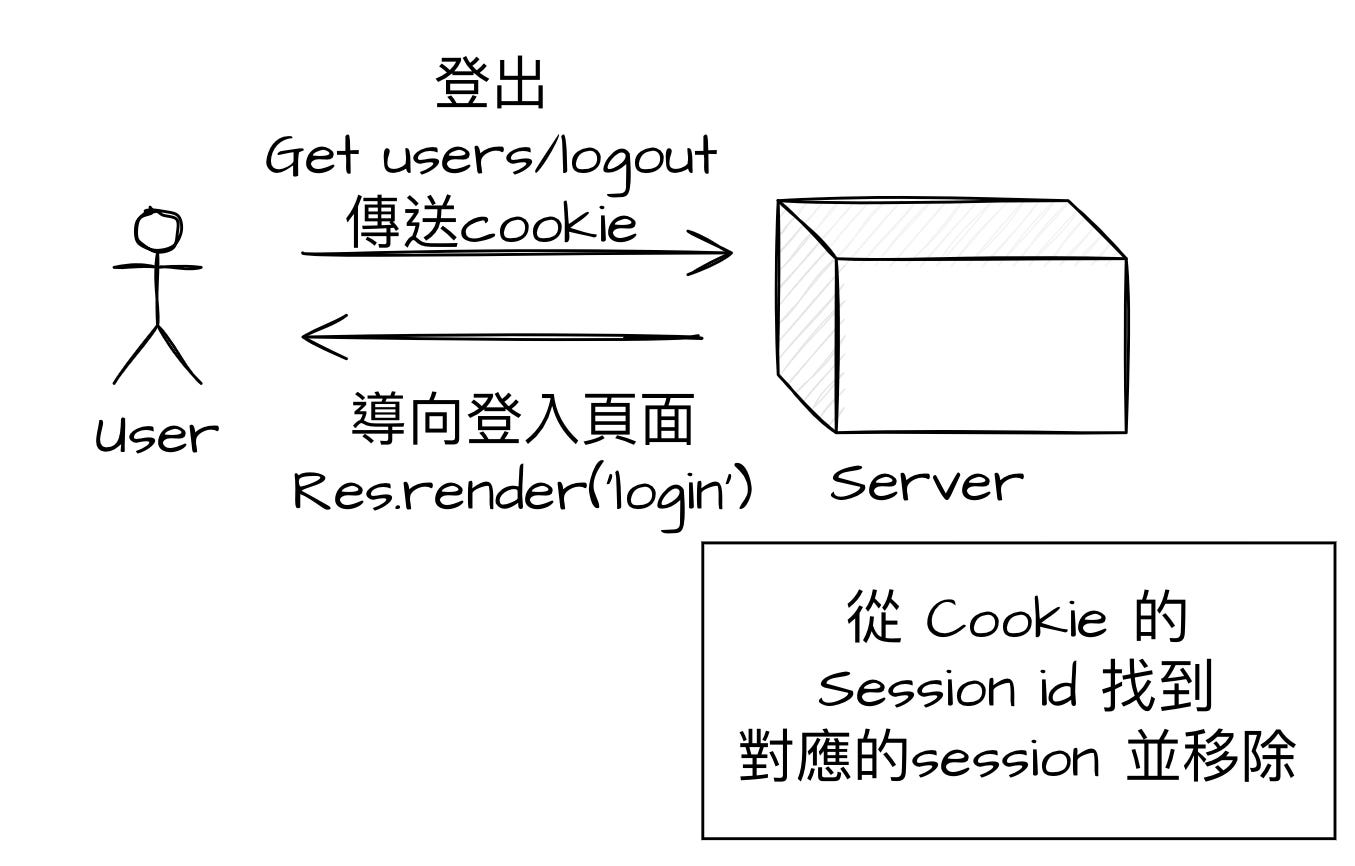 登出
Get users/logout
傳送cookie
User
導向登入頁面
Res.render('login')
Server
從 Cookie 的
Session id 找到
對應的session 並移除